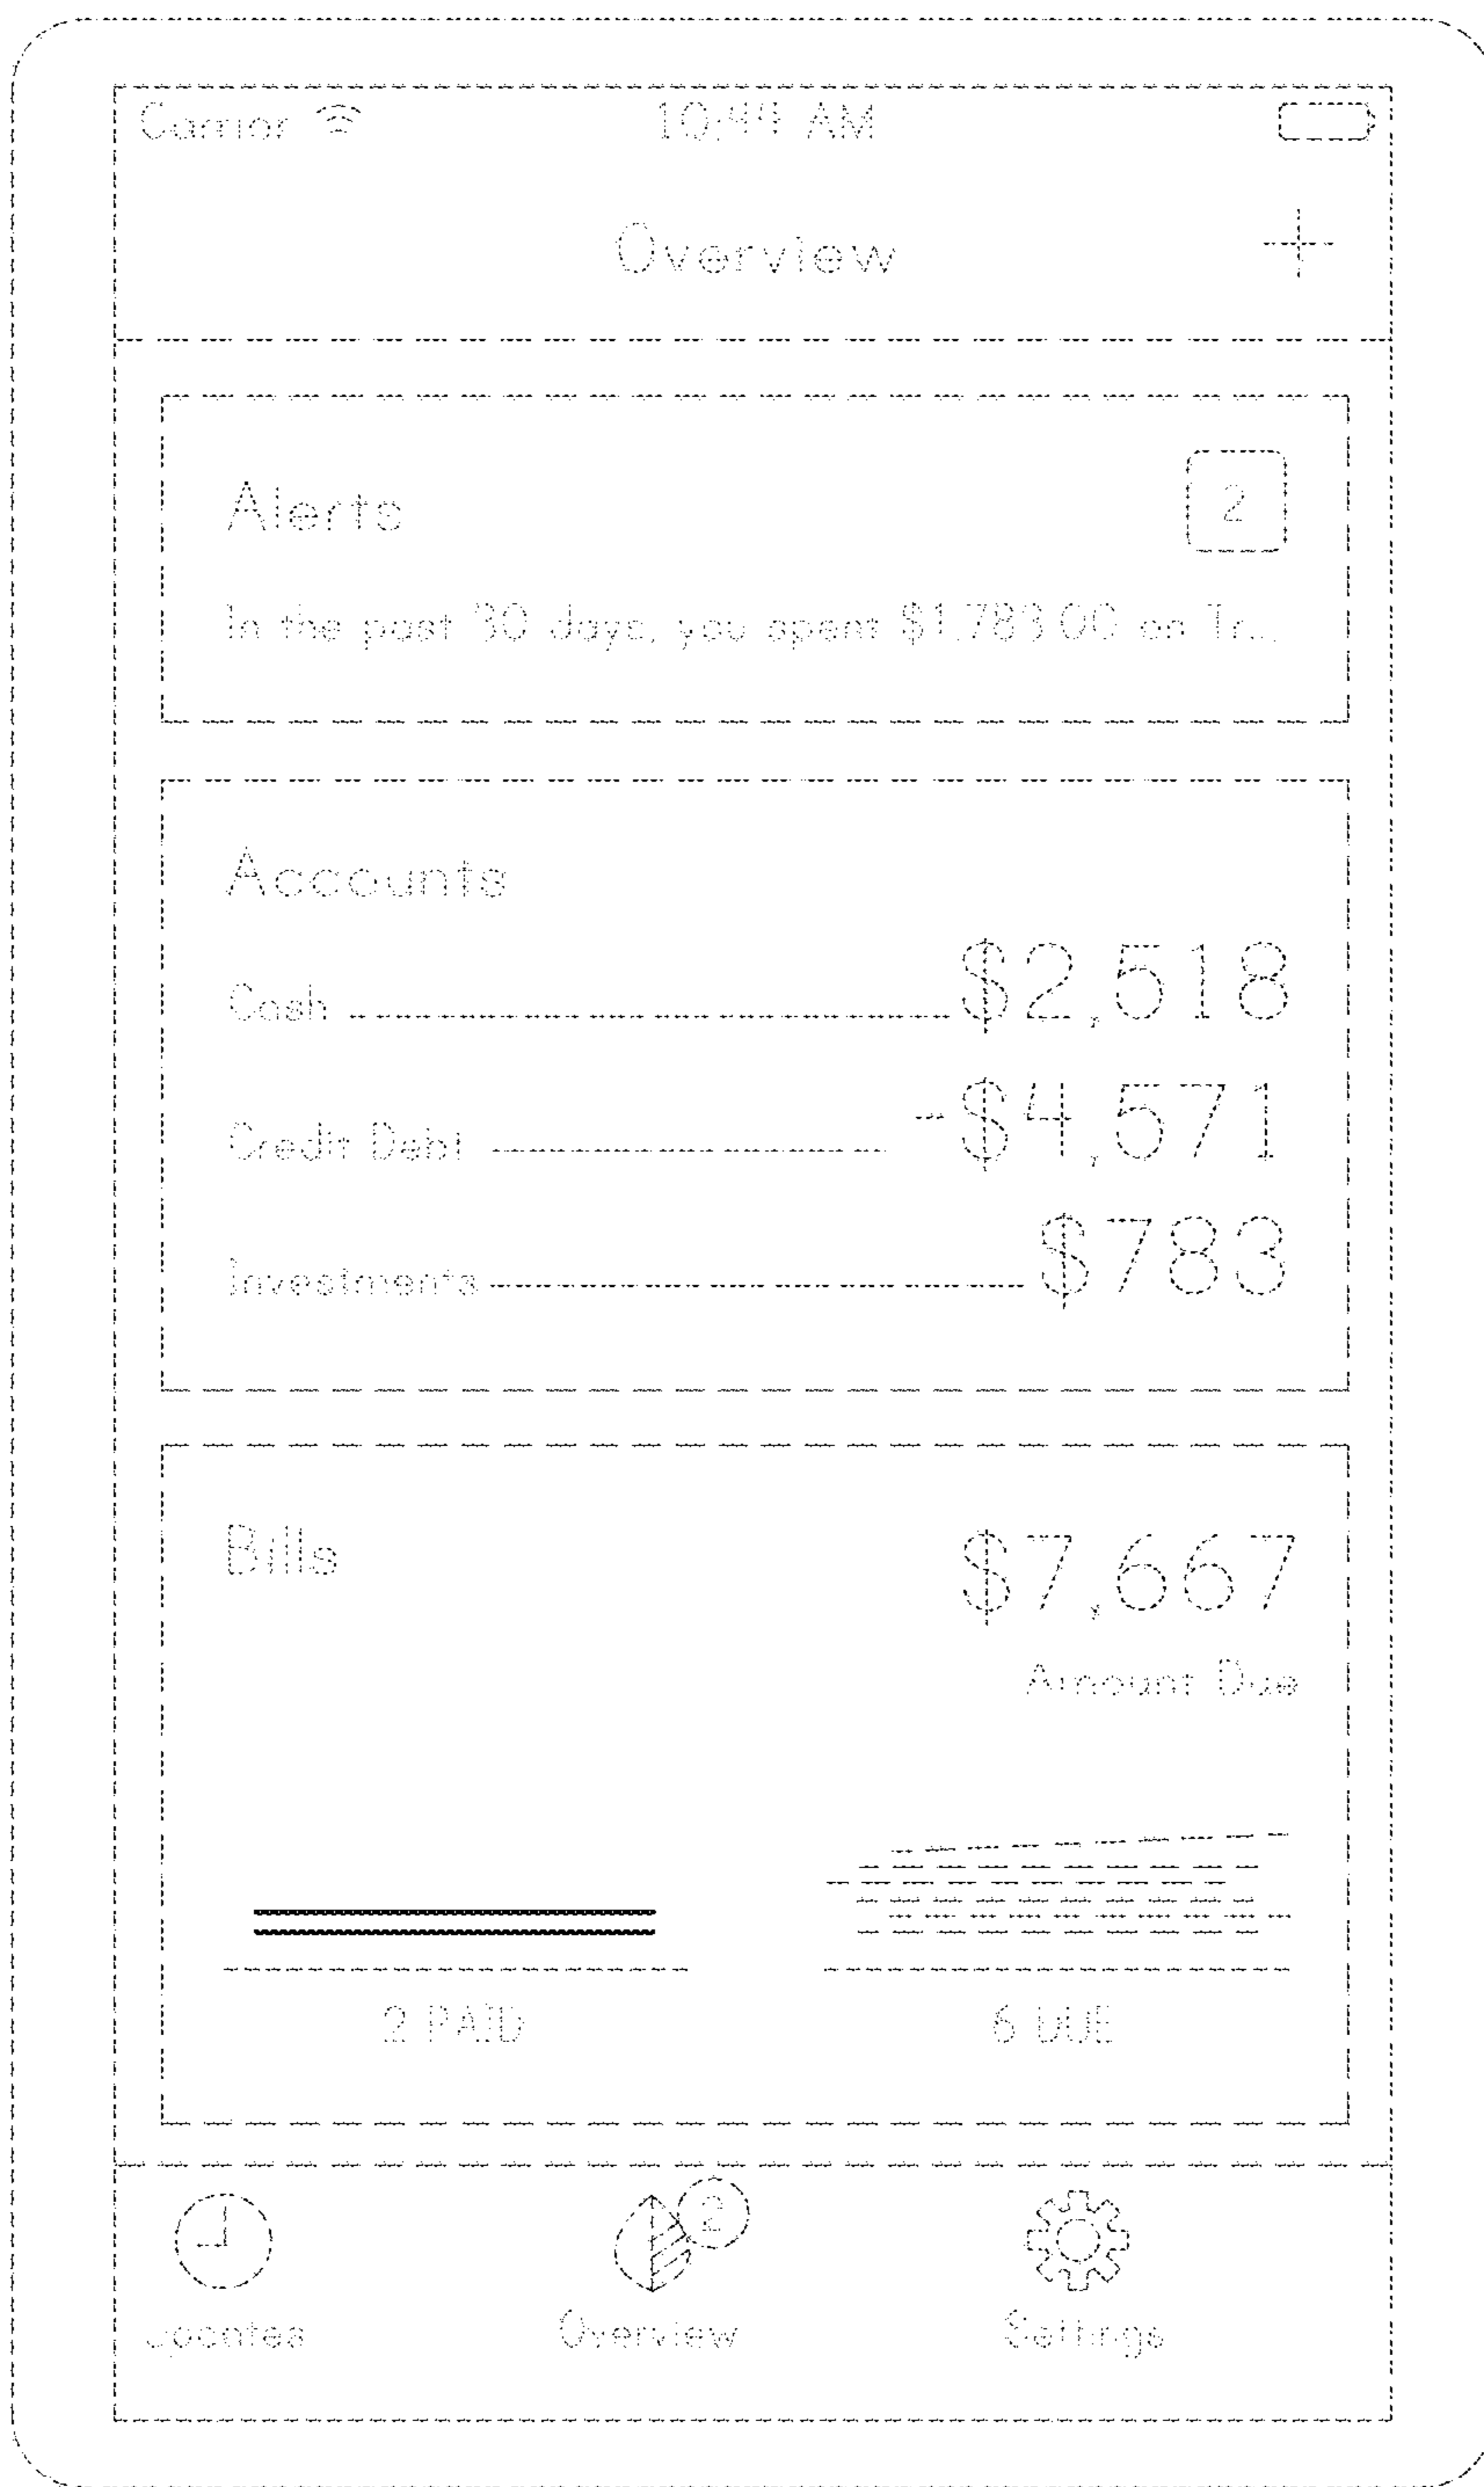 Carrier 10:44 AM
Overview +
Alerts 2
In the past 30 days, you spent $1,783.00 on Tr...
Accounts
Cash $2,518
Credit Debt -$4,571
Investments $783
Bills $7,667
Amount Due
2 PAID 6 DUE
2
Updates Overview Settings